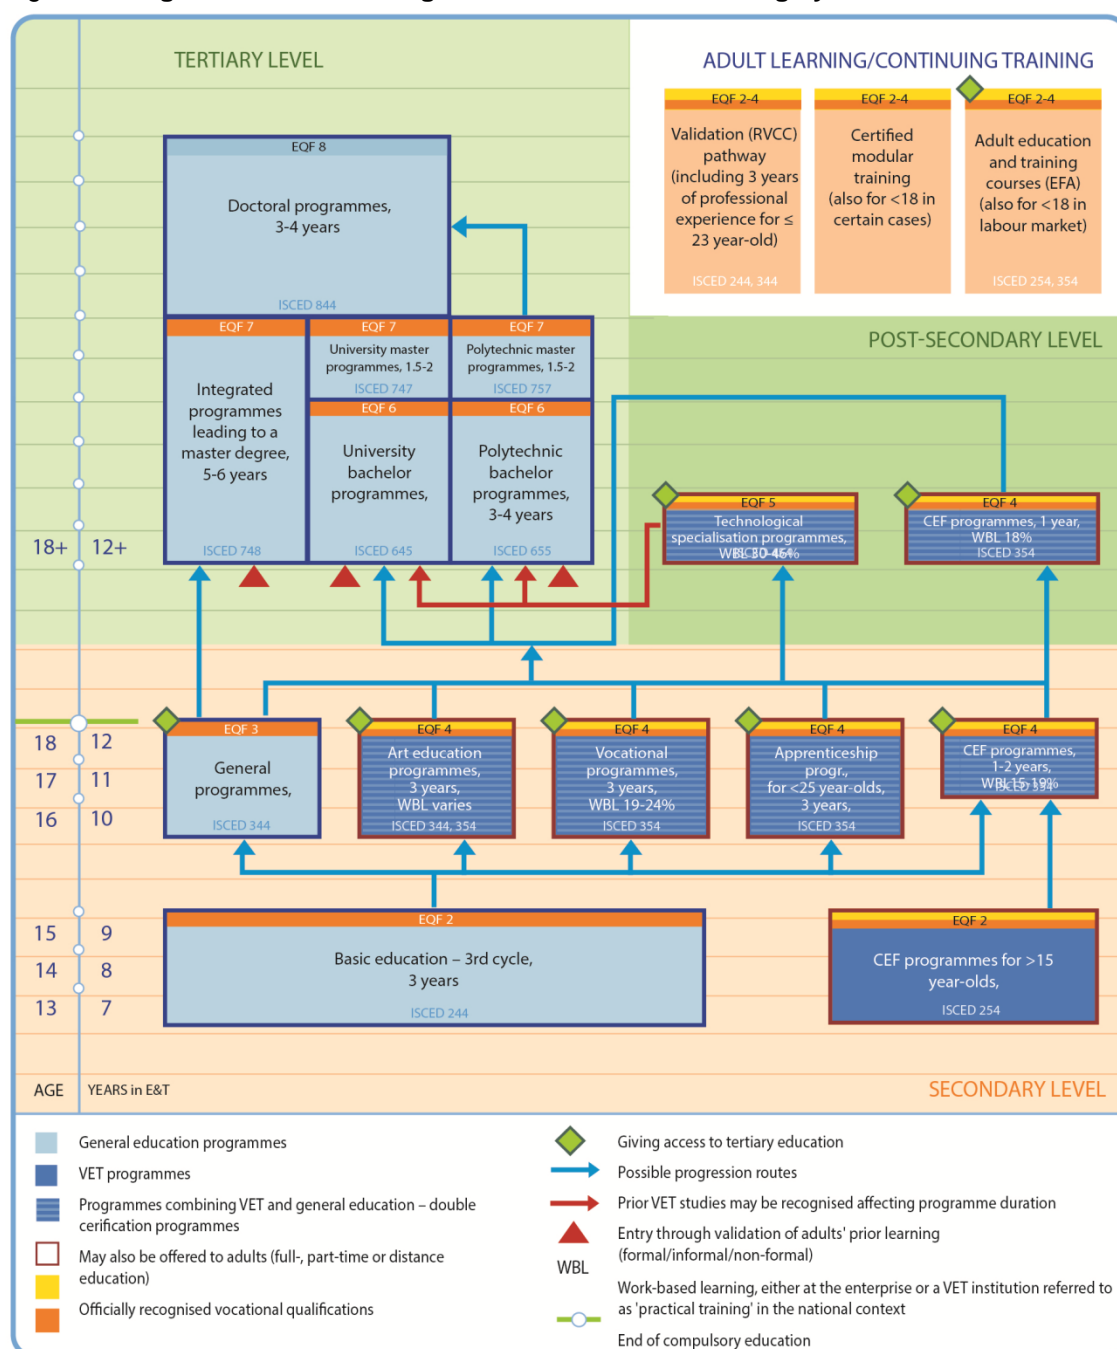 TERTIARY LEVEL
ADULT LEARNING/CONTINUING TRAINING
EQF 2-4
Validation (RVCC)
pathway
(including 3 years
of professional
experience for ≤
23 year-old)
ISCED 244, 344
EQF 2-4
Certified
modular
training
(also for <18 in
certain cases)
EQF 2-4
Adult education
and training
courses (EFA)
(also for <18 in
labour market)
ISCED 254, 354
EQF 8
Doctoral programmes,
3-4 years
ISCED 844
POST-SECONDARY LEVEL
EQF 7
Integrated
programmes
leading to a
master degree,
5-6 years
ISCED 748
EQF 7
University master
programmes, 1.5-2
ISCED 747
EQF 7
Polytechnic master
programmes, 1.5-2
ISCED 757
EQF 6
University
bachelor
programmes,
ISCED 645
EQF 6
Polytechnic
bachelor
programmes,
3-4 years
ISCED 655
EQF 5
Technological
specialisation programmes,
WBL 30-46%
EQF 4
CEF programmes, 1 year,
WBL 18%
ISCED 354
18+ 12+
EQF 3
General
programmes,
ISCED 344
EQF 4
Art education
programmes,
3 years,
WBL varies
ISCED 344, 354
EQF 4
Vocational
programmes,
3 years,
WBL 19-24%
ISCED 354
EQF 4
Apprenticeship
progr.,
for <25 year-olds,
3 years,
ISCED 354
EQF 4
CEF programmes,
1-2 years,
WBL 15-19%
ISCED 354
18 12
17 11
16 10
EQF 2
Basic education – 3rd cycle,
3 years
ISCED 244
EQF 2
CEF programmes for >15
year-olds,
ISCED 254
15 9
14 8
13 7
AGE YEARS in E&T
SECONDARY LEVEL
General education programmes
VET programmes
Programmes combining VET and general education – double
cerification programmes
May also be offered to adults (full-, part-time or distance
education)
Officially recognised vocational qualifications
Giving access to tertiary education
Possible progression routes
Prior VET studies may be recognised affecting programme duration
Entry through validation of adults' prior learning
(formal/informal/non-formal)
WBL
Work-based learning, either at the enterprise or a VET institution referred to
as 'practical training' in the national context
End of compulsory education